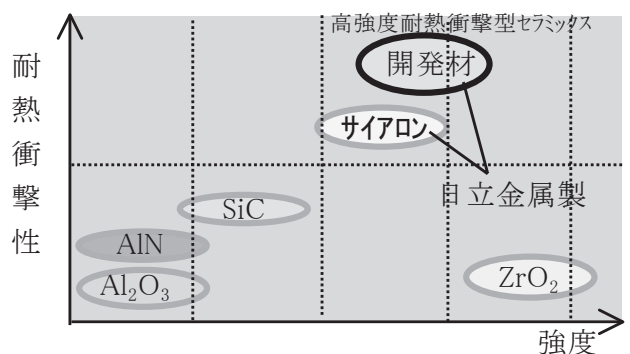 高強度耐熱衝撃型セラミックス
開発材
サイアロン
日立金属製
SiC
AlN
Al₂O₃
ZrO₂
耐熱衝撃性
強度